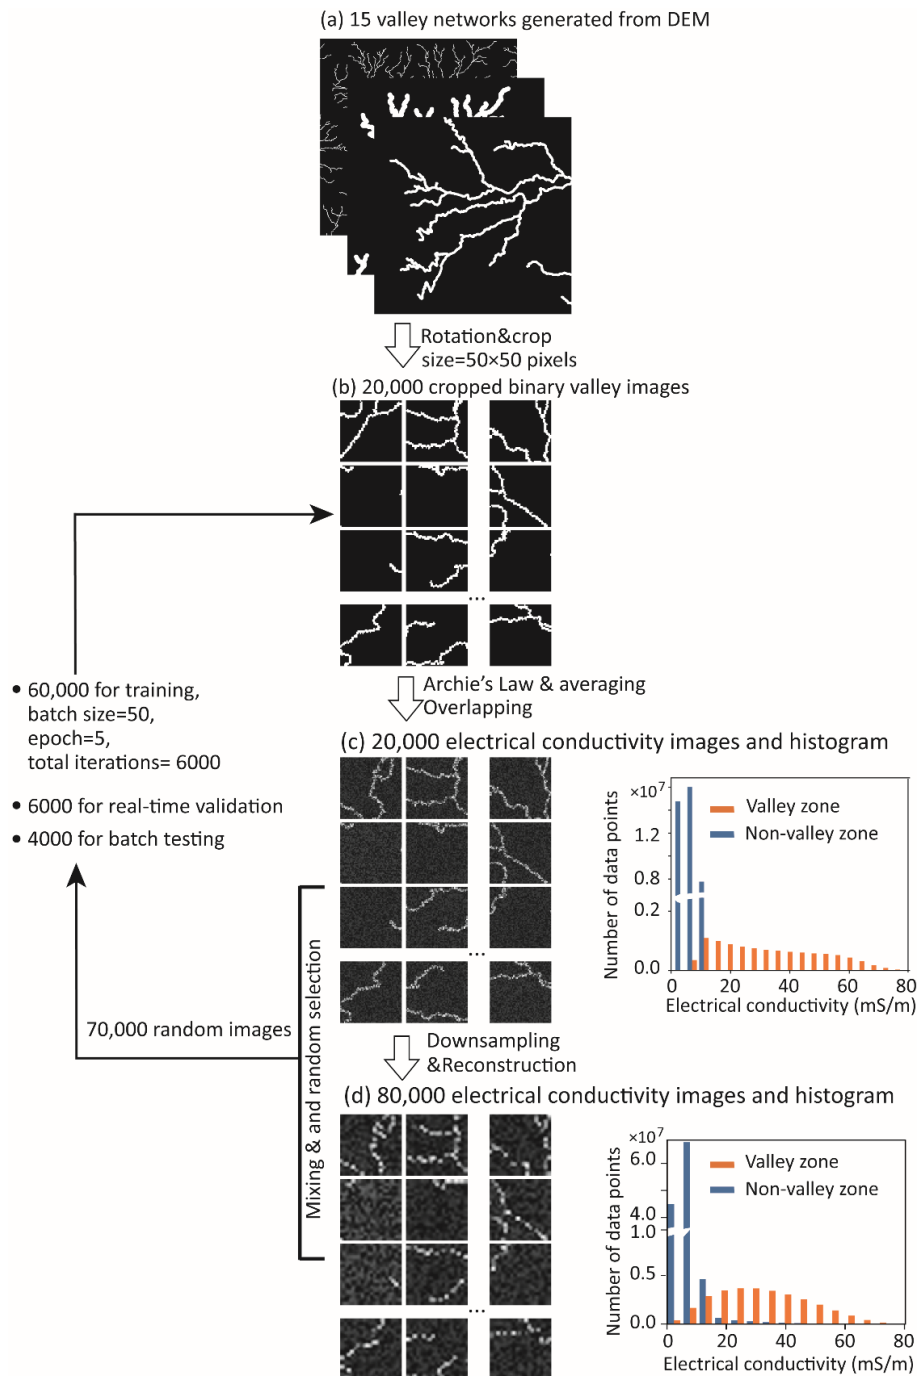 (a) 15 valley networks generated from DEM
Rotation&crop
size=50×50 pixels
(b) 20,000 cropped binary valley images
...
Archie's Law & averaging
Overlapping
• 60,000 for training,
batch size=50,
epoch=5,
total iterations= 6000
• 6000 for real-time validation
• 4000 for batch testing
(c) 20,000 electrical conductivity images and histogram
...
×10⁷
1.2
0.8
0.2
0.0
Number of data points
Valley zone
Non-valley zone
0 20 40 60 80
Electrical conductivity (mS/m)
70,000 random images
Mixing & and random selection
Downsampling
&Reconstruction
(d) 80,000 electrical conductivity images and histogram
...
×10⁷
6.0
4.0
1.0
0.5
0.0
Number of data points
Valley zone
Non-valley zone
0 20 40 60 80
Electrical conductivity (mS/m)